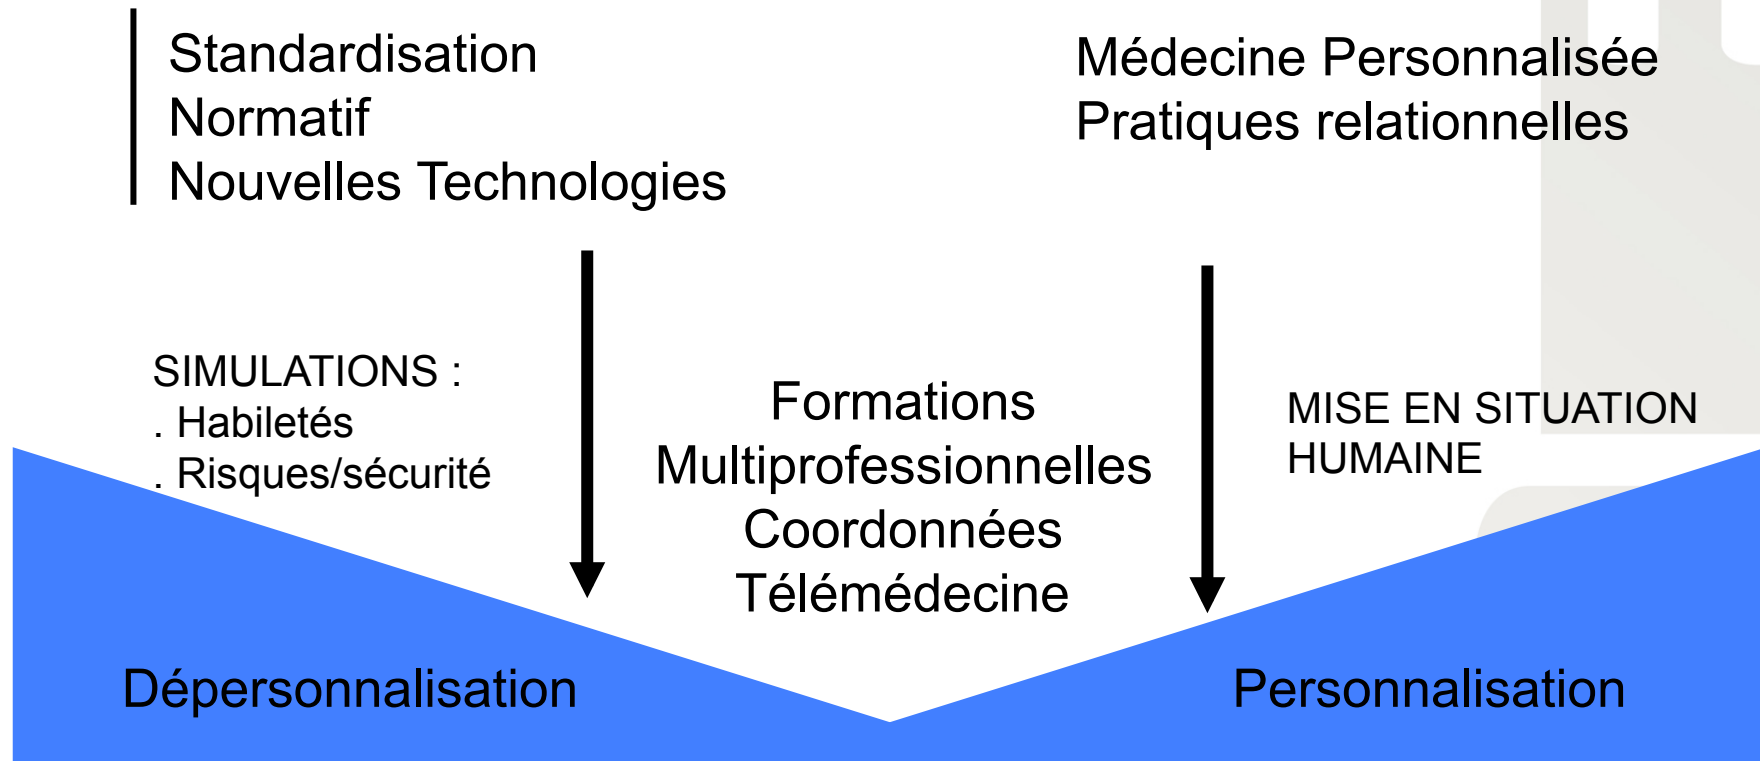 Standardisation
Normatif
Nouvelles Technologies
Médecine Personnalisée
Pratiques relationnelles
SIMULATIONS :
. Habiletés
. Risques/sécurité
Formations
Multiprofessionnelles
Coordonnées
Télémédecine
MISE EN SITUATION
HUMAINE
Dépersonnalisation
Personnalisation